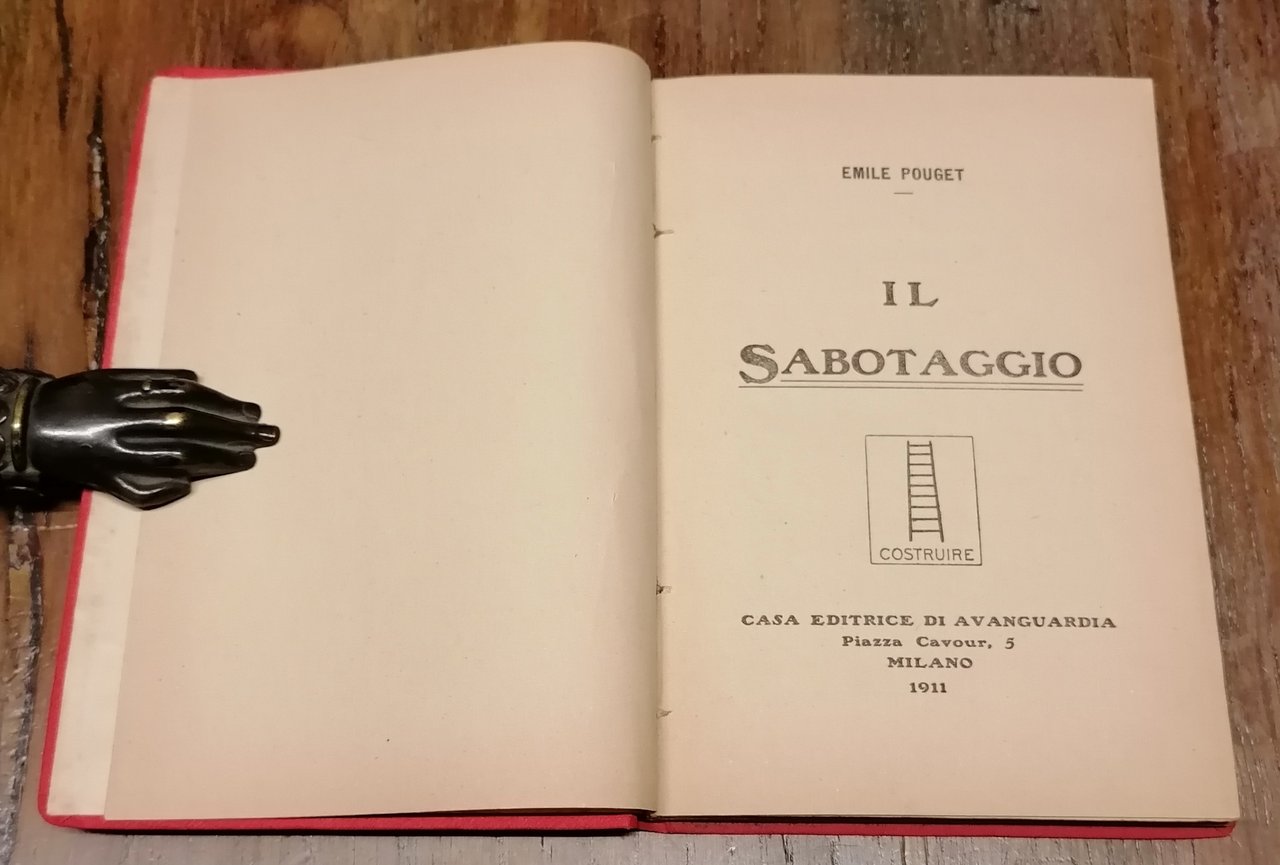 EMILE POUGET
IL
SABOTAGGIO
COSTRUIRE
CASA EDITRICE DI AVANGUARDIA
Piazza Cavour, 5
MILANO
1911